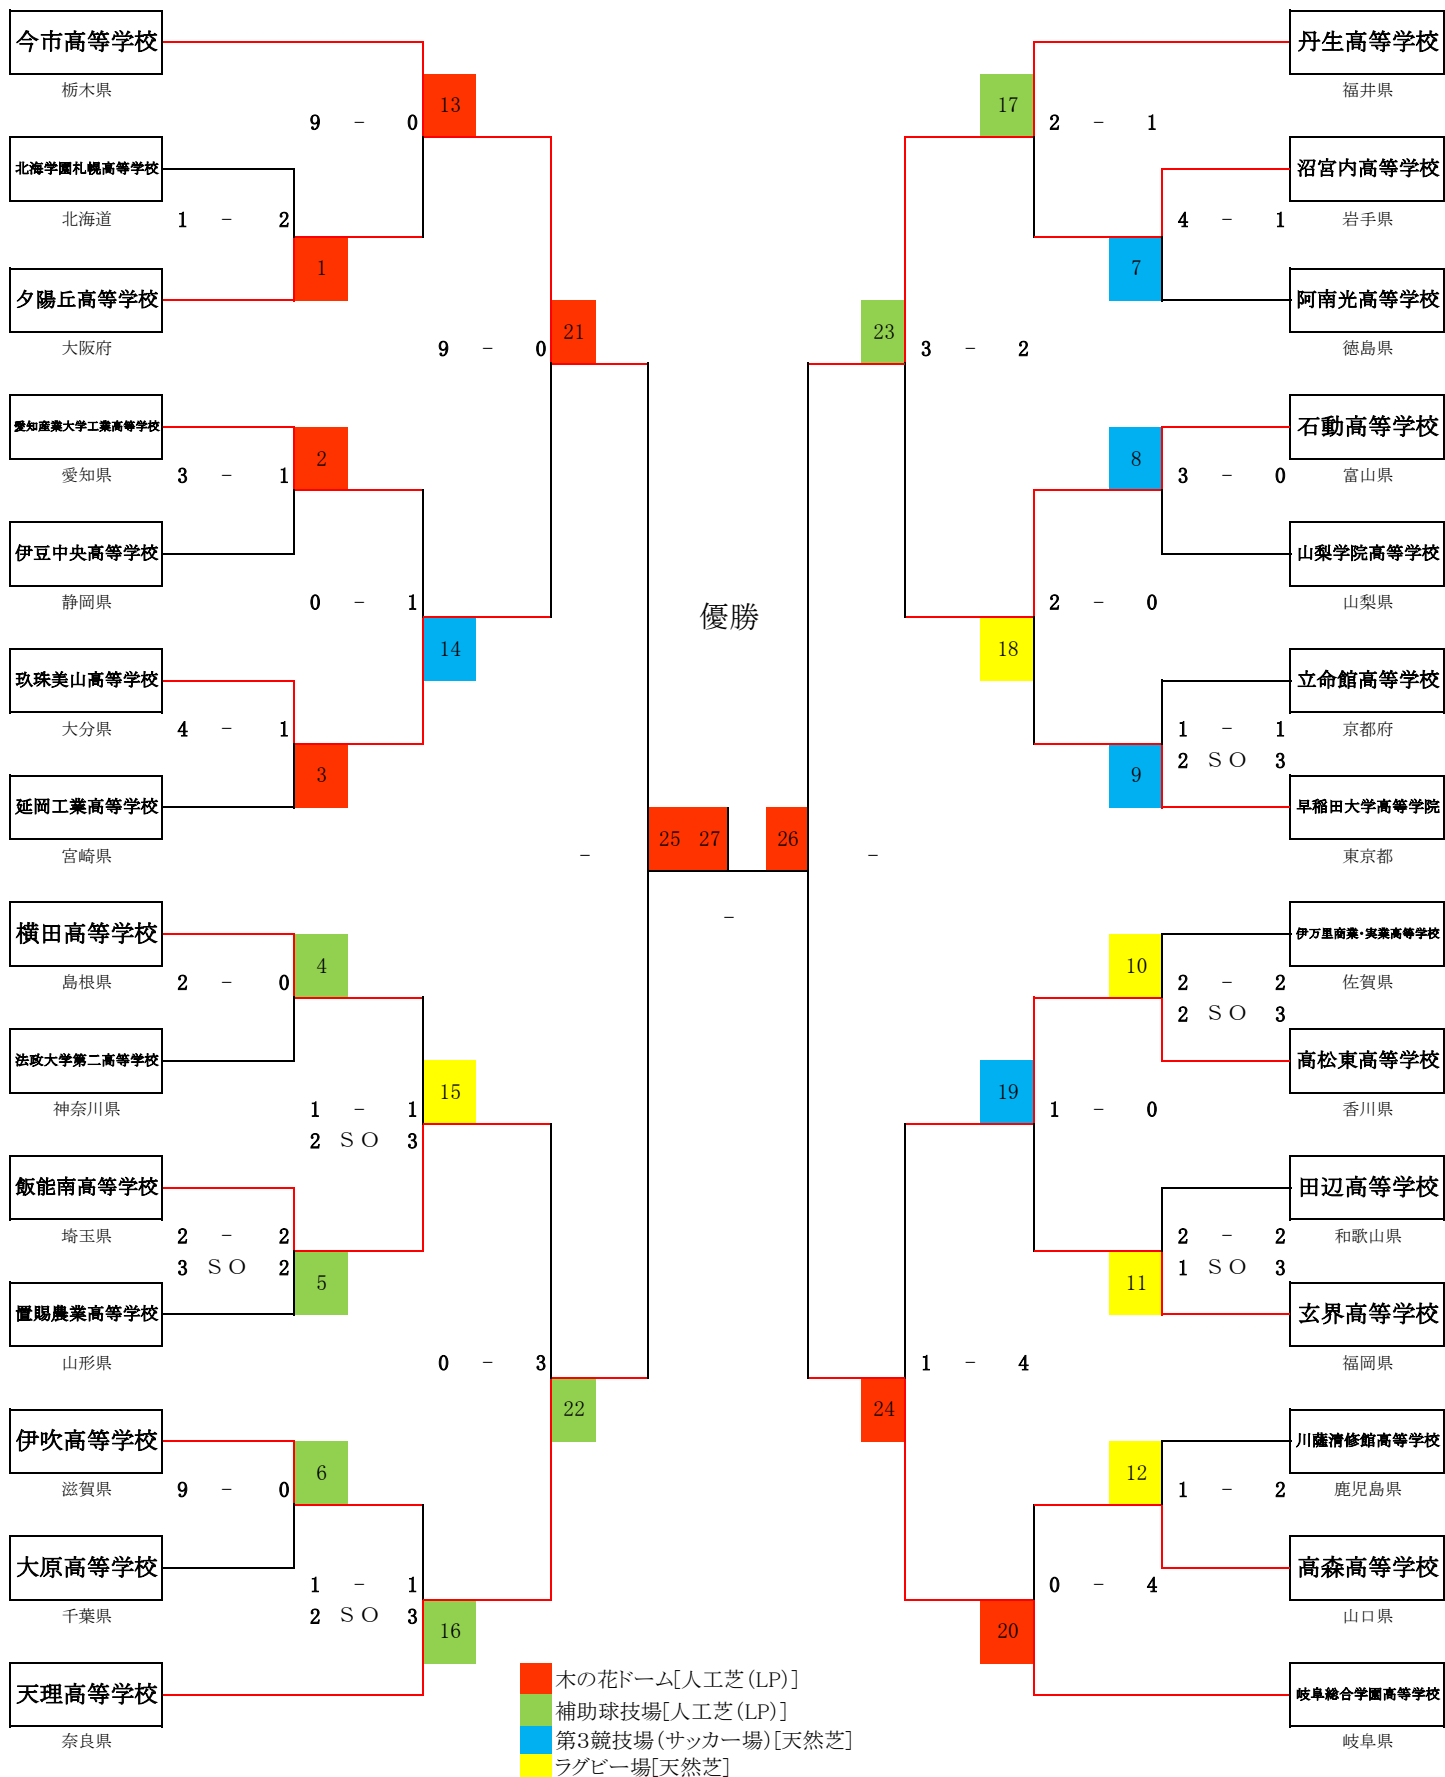 今市高等学校
栃木県
9 - 0
13
北海学園札幌高等学校
北海道
1 - 2
1
夕陽丘高等学校
大阪府
9 - 0
21
愛知産業大学工業高等学校
愛知県
3 - 1
2
伊豆中央高等学校
静岡県
0 - 1
14
玖珠美山高等学校
大分県
4 - 1
3
延岡工業高等学校
宮崎県
横田高等学校
島根県
2 - 0
4
法政大学第二高等学校
神奈川県
1 - 1
2 SO 3
15
飯能南高等学校
埼玉県
2 - 2
3 SO 2
5
置賜農業高等学校
山形県
0 - 3
22
伊吹高等学校
滋賀県
9 - 0
6
大原高等学校
千葉県
1 - 1
2 SO 3
16
天理高等学校
奈良県
優勝
25 27 26
-
-
-
丹生高等学校
福井県
17
2 - 1
沼宮内高等学校
岩手県
4 - 1
7
阿南光高等学校
徳島県
23
3 - 2
石動高等学校
富山県
8
3 - 0
山梨学院高等学校
山梨県
2 - 0
18
立命館高等学校
京都府
1 - 1
2 SO 3
9
早稲田大学高等学院
東京都
伊万里商業・実業高等学校
佐賀県
10
2 - 2
2 SO 3
高松東高等学校
香川県
19
1 - 0
田辺高等学校
和歌山県
2 - 2
1 SO 3
11
玄界高等学校
福岡県
1 - 4
24
川薩清修館高等学校
鹿児島県
12
1 - 2
高森高等学校
山口県
0 - 4
20
岐阜総合学園高等学校
岐阜県
木の花ドーム[人工芝(LP)]
補助球技場[人工芝(LP)]
第3競技場(サッカー場)[天然芝]
ラグビー場[天然芝]